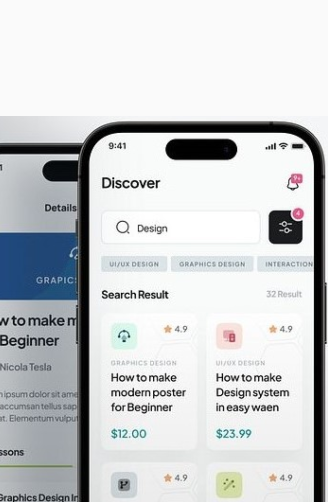 9:41
Discover
9+
Design
4
UI/UX DESIGN
GRAPHICS DESIGN
INTERACTION
Search Result
32 Result
4.9
GRAPHICS DESIGN
How to make
modern poster
for Beginner
$12.00
4.9
UI/UX DESIGN
How to make
Design system
in easy waen
$23.99
4.9
4.9
Details
GRAPIC
w to make m
Beginner
Nicola Tesla
ipsum dolor sit ame
accumsan tellus sap
st. Elementum vulput
ssons
Graphics Design In